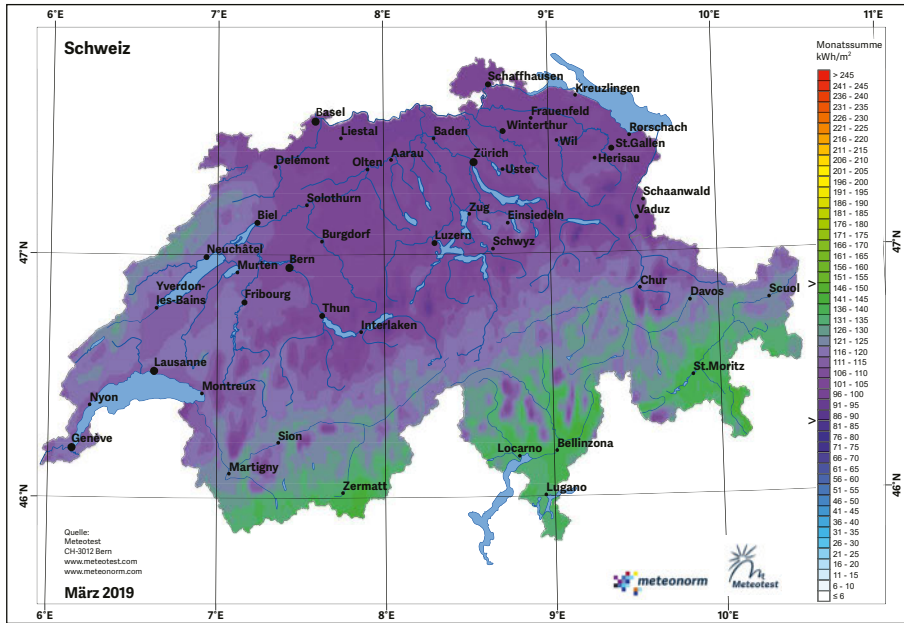 6°E 7°E 8°E 9°E 10°E 11°E
Schweiz
Monatssumme
kWh/m²
> 245
241 - 245
236 - 240
231 - 235
226 - 230
221 - 225
216 - 220
211 - 215
206 - 210
201 - 205
196 - 200
191 - 195
186 - 190
181 - 185
176 - 180
171 - 175
166 - 170
161 - 165
156 - 160
151 - 155
146 - 150
141 - 145
136 - 140
131 - 135
126 - 130
121 - 125
116 - 120
111 - 115
106 - 110
101 - 105
96 - 100
91 - 95
86 - 90
81 - 85
76 - 80
71 - 75
66 - 70
61 - 65
56 - 60
51 - 55
46 - 50
41 - 45
36 - 40
31 - 35
26 - 30
21 - 25
16 - 20
11 - 15
6 - 10
≤ 6
>
>
Schaffhausen
Kreuzlingen
Basel
Frauenfeld
Liestal
Baden
Winterthur
Rorschach
Wil
St.Gallen
Delémont
Olten
Aarau
Zürich
Uster
Herisau
Solothurn
Schaanwald
Biel
Zug
Einsiedeln
Vaduz
Burgdorf
Luzern
Schwyz
47°N
47°N
Neuchâtel
Murten
Bern
Yverdon-
les-Bains
Fribourg
Chur
Davos
Scuol
Thun
Interlaken
Lausanne
St.Moritz
Nyon
Montreux
Genève
Sion
Locarno
Bellinzona
Martigny
Zermatt
Lugano
46°N
46°N
Quelle:
Meteotest
CH-3012 Bern
www.meteotest.com
www.meteonorm.com
März 2019
meteonorm
Meteotest
6°E 7°E 8°E 9°E 10°E